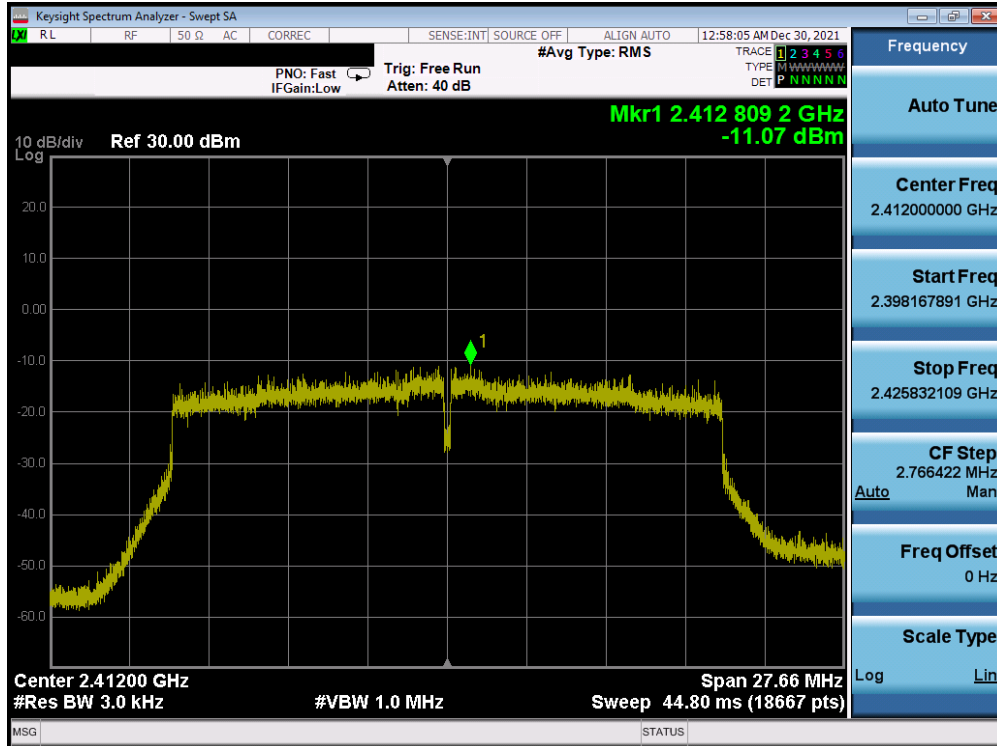 Keysight Spectrum Analyzer - Swept SA
LXI RL RF 50 Ω AC CORREC SENSE:INT SOURCE OFF ALIGN AUTO 12:58:05 AM Dec 30, 2021
#Avg Type: RMS
TRACE 1 2 3 4 5 6
PNO: Fast Trig: Free Run
TYPE M WWWWW
IFGain:Low Atten: 40 dB
DET P N N N N N
Mkr1 2.412 809 2 GHz
-11.07 dBm
10 dB/div Ref 30.00 dBm
Log
20.0
10.0
0.00
1
-10.0
-20.0
-30.0
-40.0
-50.0
-60.0
Center 2.41200 GHz Span 27.66 MHz
#Res BW 3.0 kHz #VBW 1.0 MHz Sweep 44.80 ms (18667 pts)
MSG STATUS
Frequency
Auto Tune
Center Freq
2.412000000 GHz
Start Freq
2.398167891 GHz
Stop Freq
2.425832109 GHz
CF Step
2.766422 MHz
Auto Man
Freq Offset
0 Hz
Scale Type
Log Lin